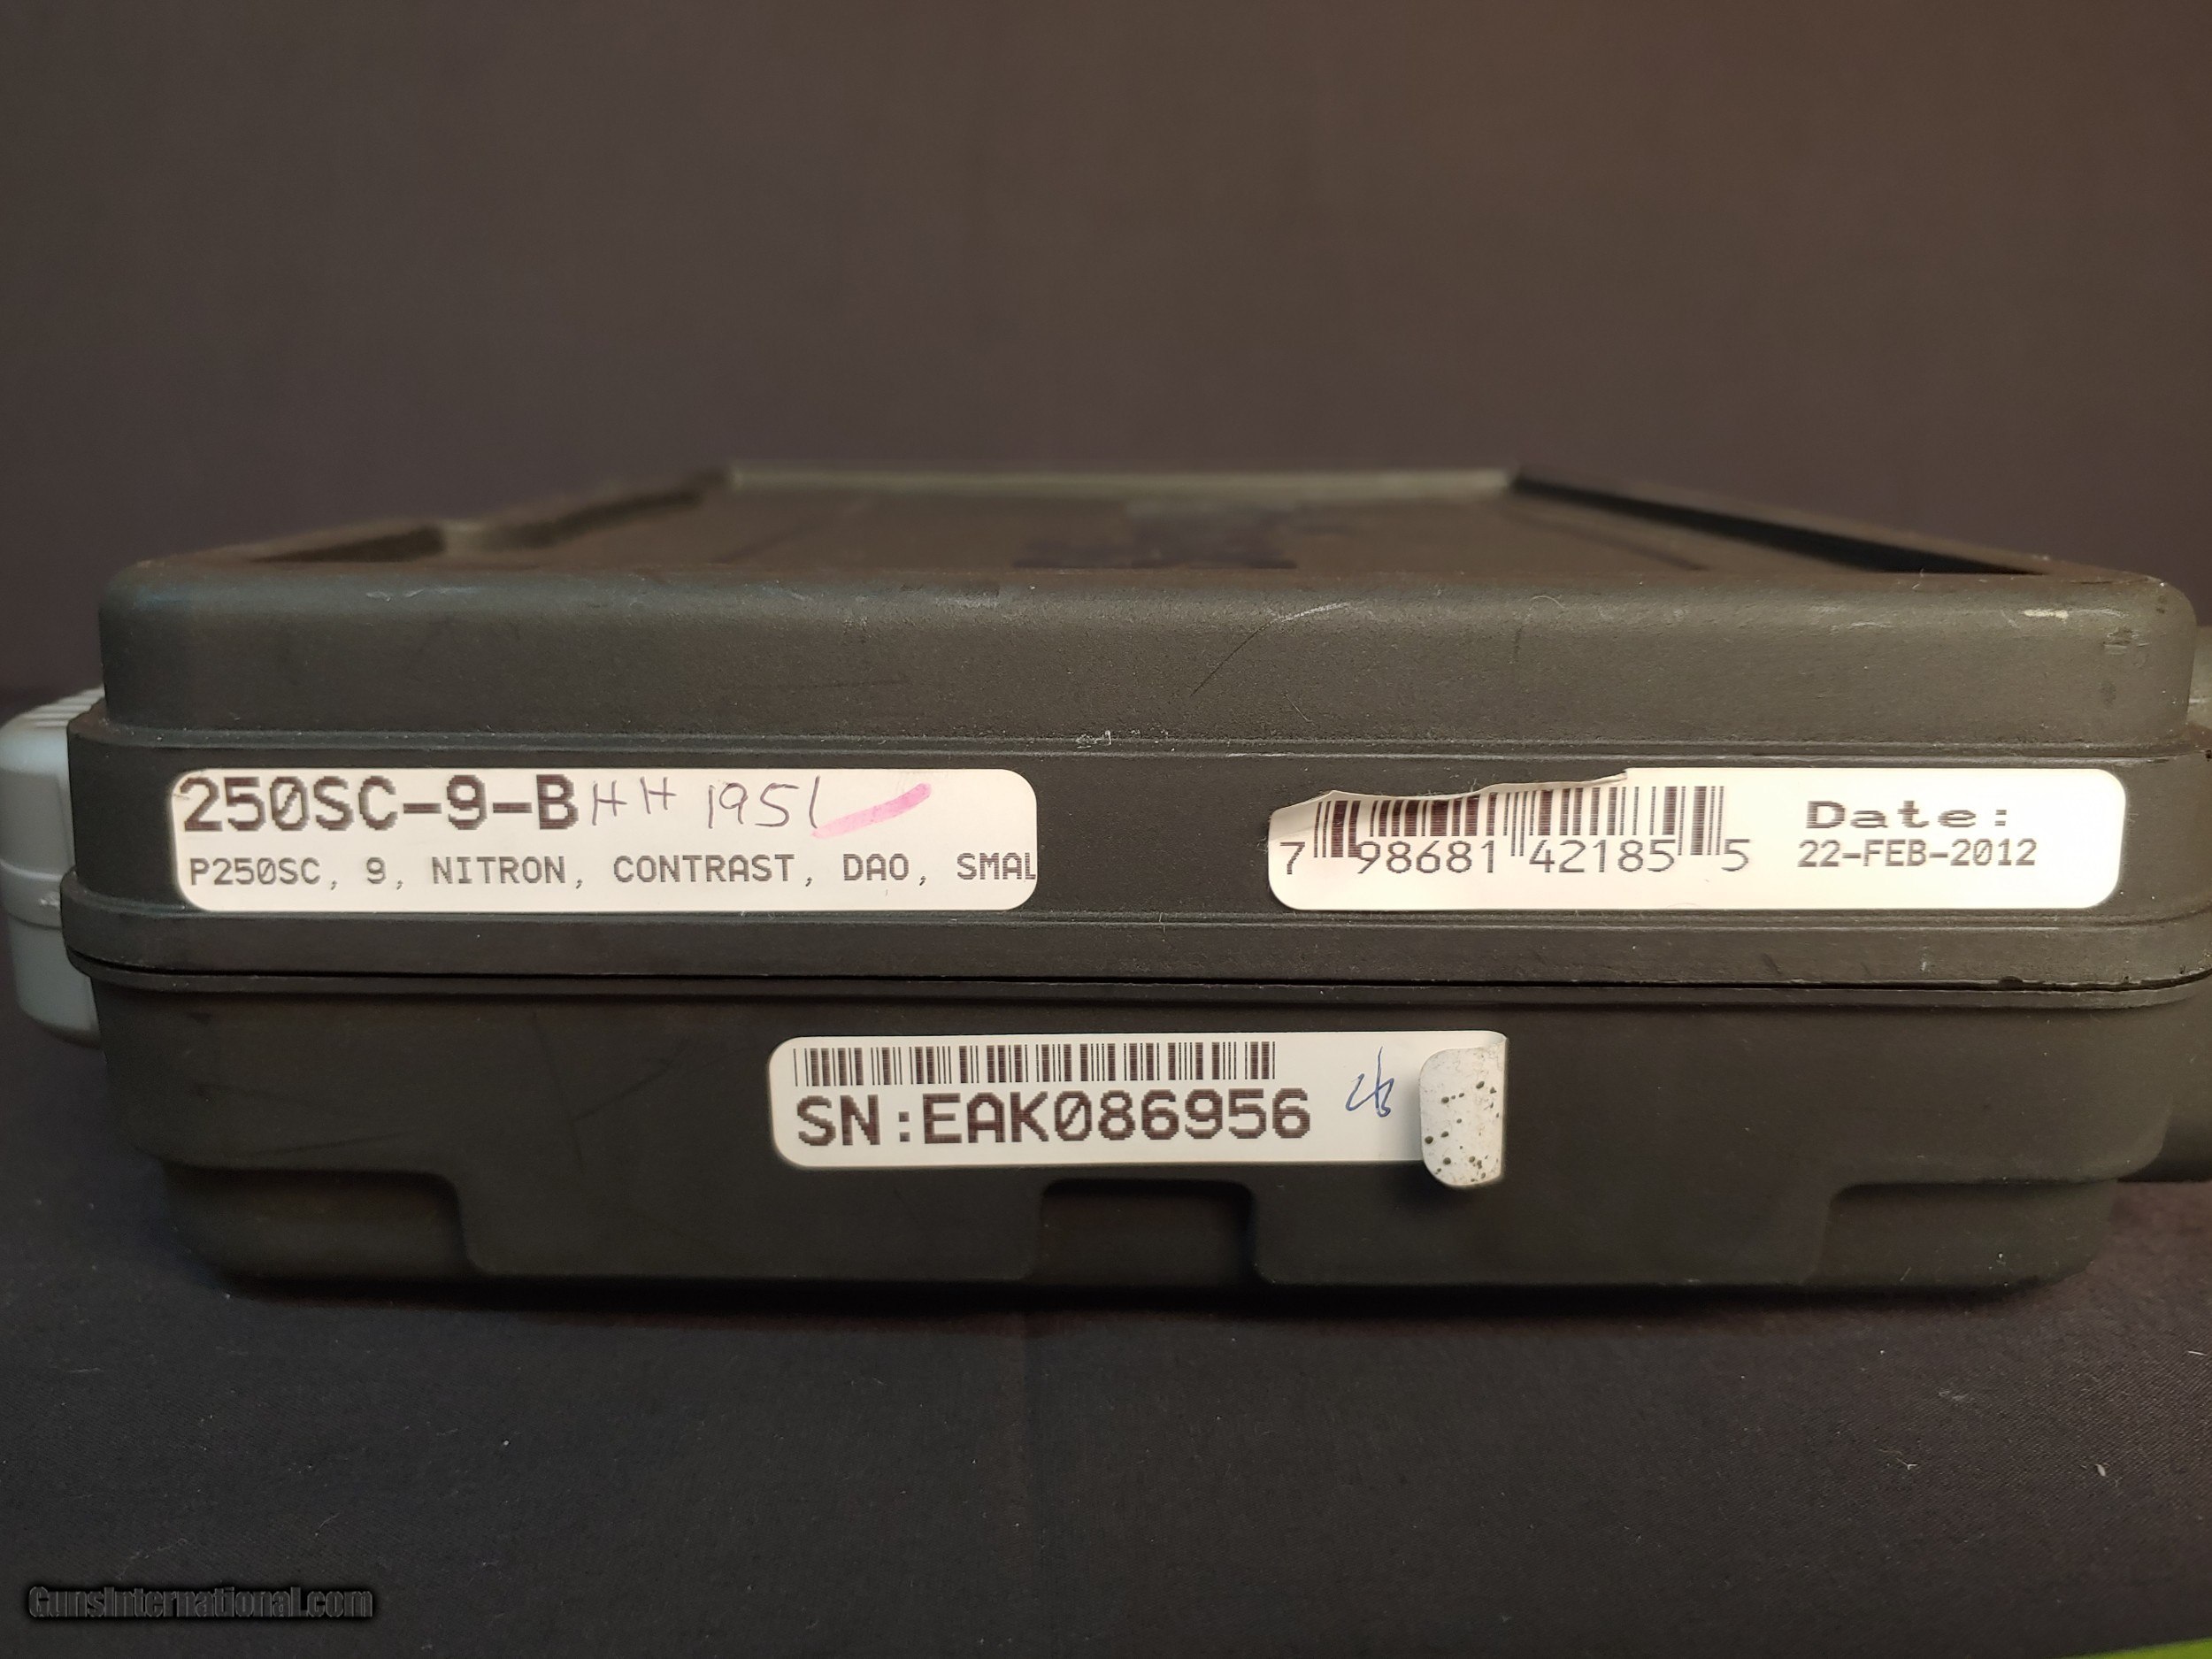 250SC-9-B HH 1951
P250SC, 9, NITRON, CONTRAST, DAO, SMAL
7 98681 42185 5
Date:
22-FEB-2012
SN:EAK086956
GunsInternational.com